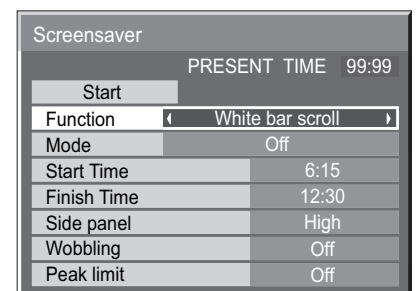 Screensaver
PRESENT TIME 99:99
Start
Function White bar scroll
Mode Off
Start Time 6:15
Finish Time 12:30
Side panel High
Wobbling Off
Peak limit Off